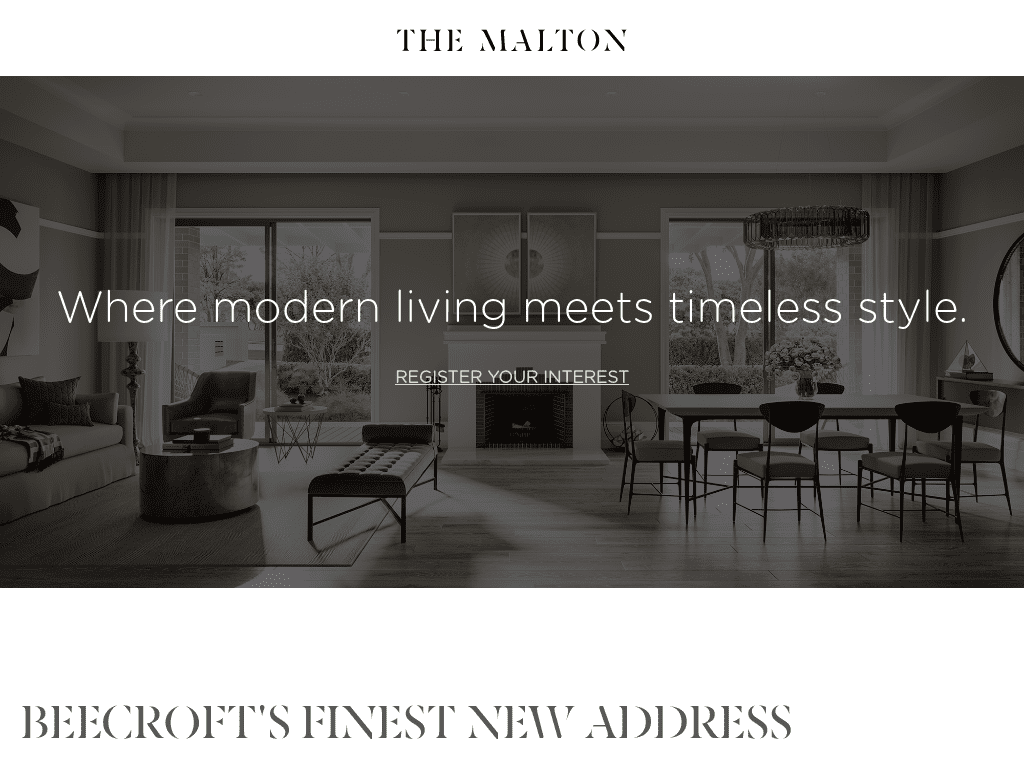 THE MALTON
Where modern living meets timeless style.
REGISTER YOUR INTEREST
BEECROFT'S FINEST NEW ADDRESS